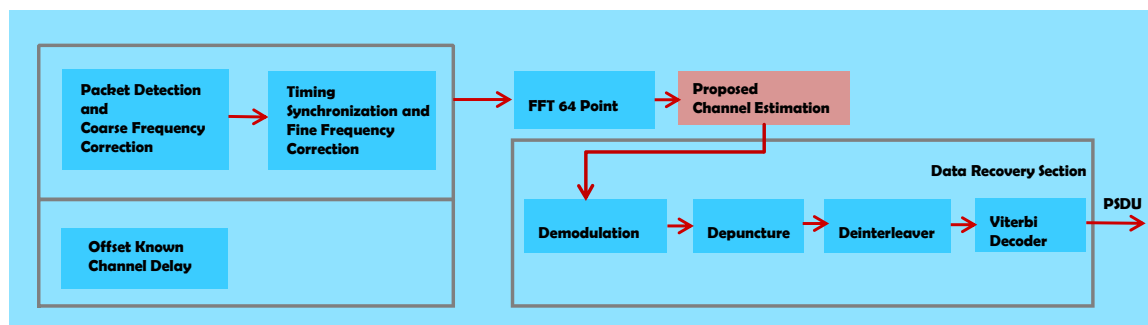 Packet Detection
and
Coarse Frequency
Correction
Timing
Synchronization and
Fine Frequency
Correction
FFT 64 Point
Proposed
Channel Estimation
Offset Known
Channel Delay
Data Recovery Section
Demodulation
Depuncture
Deinterleaver
Viterbi
Decoder
PSDU